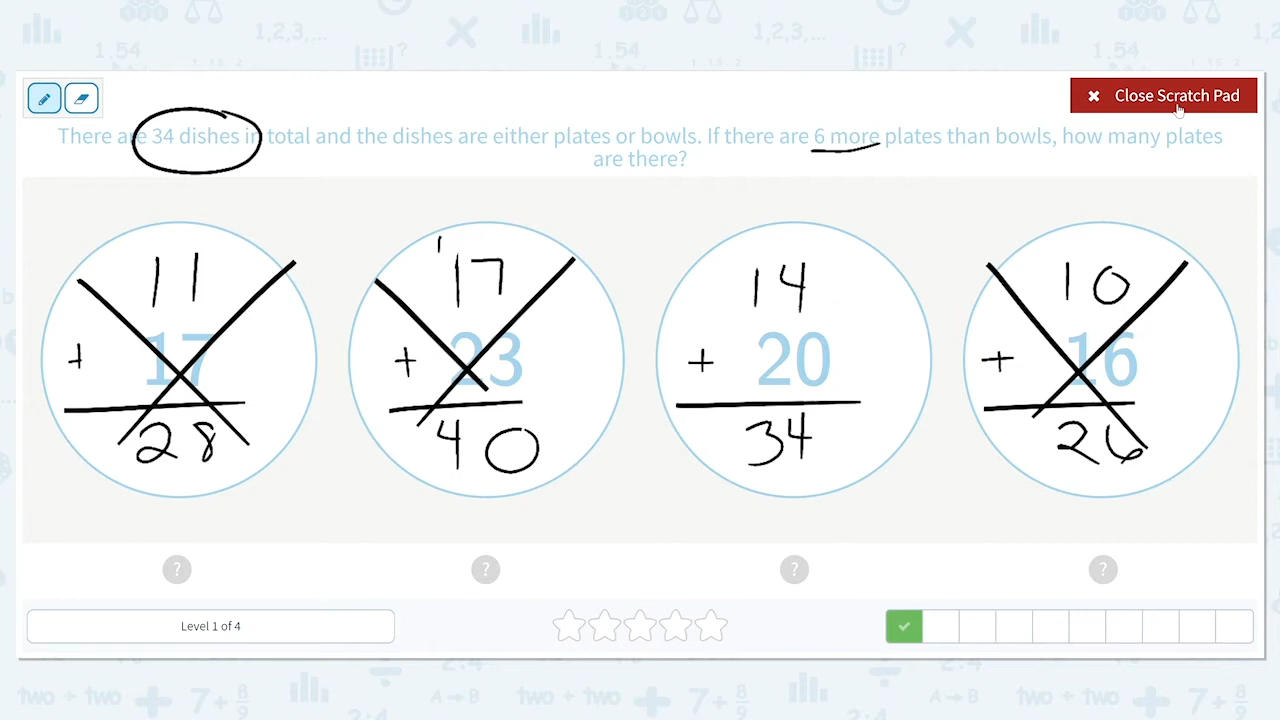 Close Scratch Pad
There are 34 dishes in total and the dishes are either plates or bowls. If there are 6 more plates than bowls, how many plates
are there?
11
+ 17
28
1
17
+ 23
40
14
+ 20
34
10
+ 16
26
? ? ? ?
Level 1 of 4